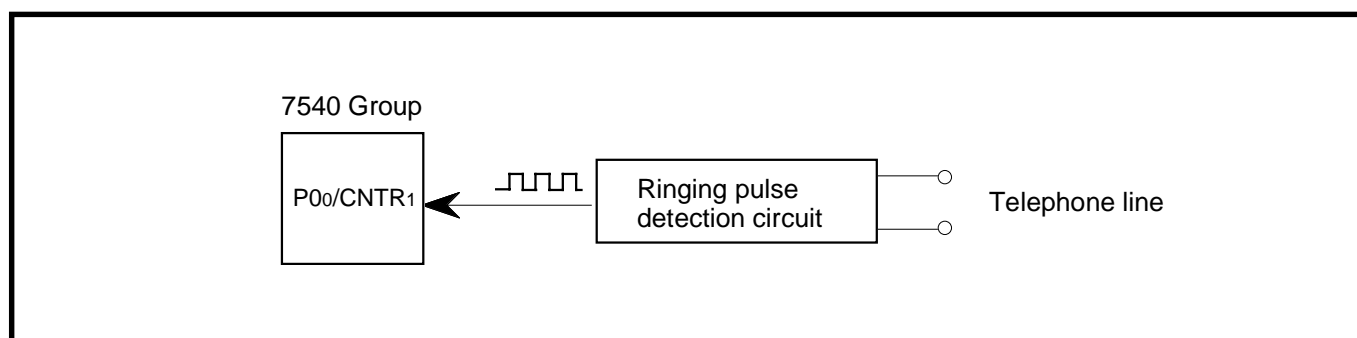 7540 Group
P0₀/CNTR₁
Ringing pulse
detection circuit
Telephone line